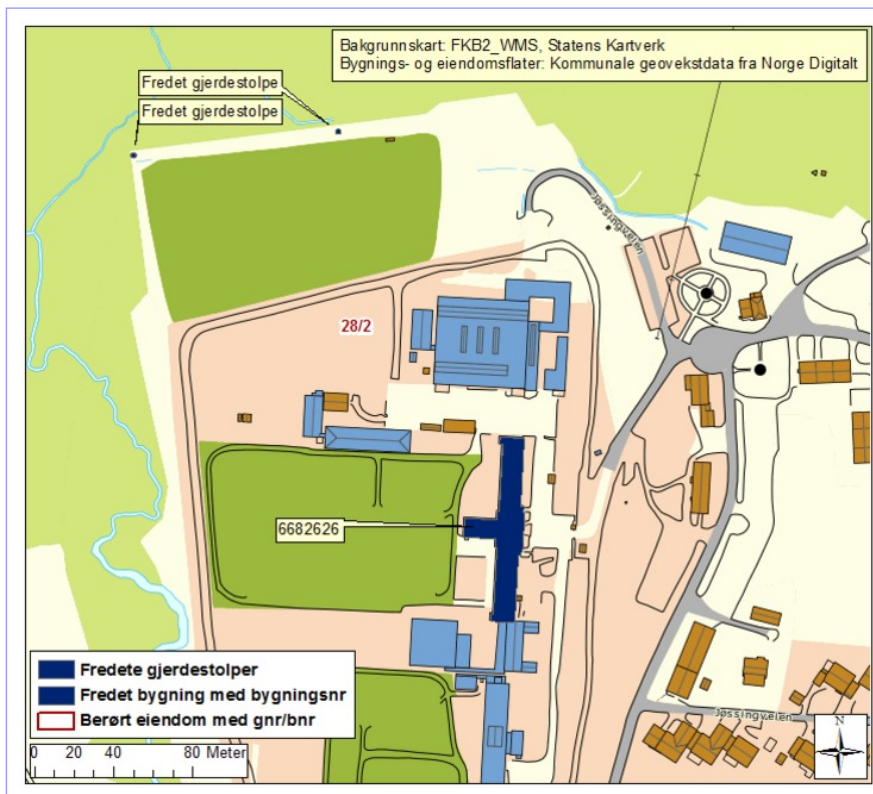 Bakgrunnskart: FKB2_WMS, Statens Kartverk
Bygnings- og eiendomsflater: Kommunale geovekstdata fra Norge Digitalt
Fredet gjerdestolpe
Fredet gjerdestolpe
Jøssingveien
28/2
6682626
Fredete gjerdestolper
Fredet bygning med bygningsnr
Berørt eiendom med gnr/bnr
Jøssingveien
0 20 40 80 Meter
N